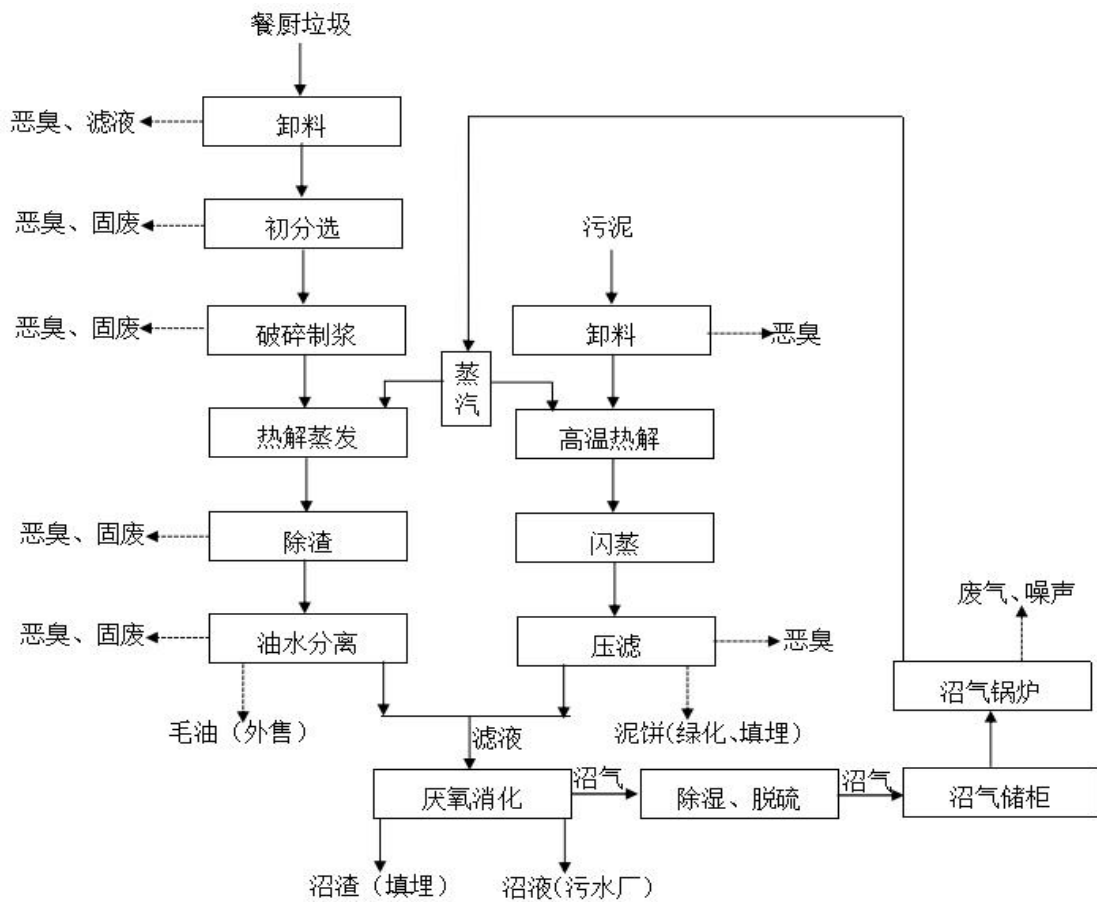 餐厨垃圾
恶臭、滤液
卸料
恶臭、固废
初分选
污泥
恶臭、固废
破碎制浆
卸料
恶臭
蒸
汽
热解蒸发
高温热解
恶臭、固废
除渣
闪蒸
废气、噪声
恶臭、固废
油水分离
压滤
恶臭
沼气锅炉
毛油（外售）
滤液
泥饼(绿化、填埋)
厌氧消化
沼气
除湿、脱硫
沼气
沼气储柜
沼渣（填埋）
沼液(污水厂）